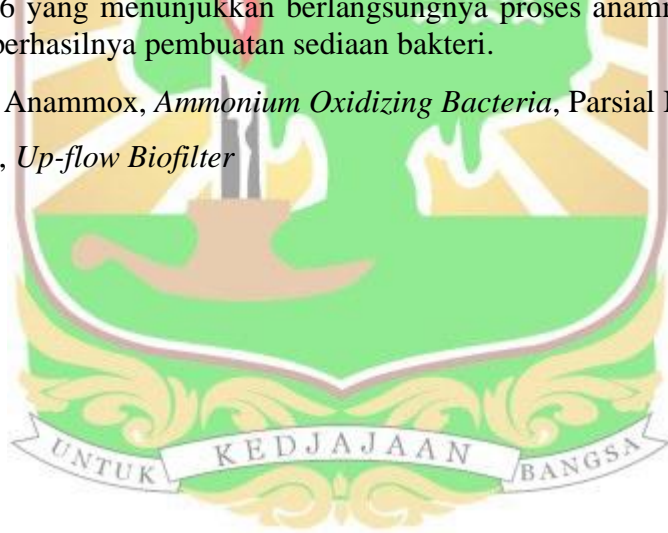 6 yang menunjukkan berlangsungnya proses anamm
berhasilnya pembuatan sediaan bakteri.
Anammox, Ammonium Oxidizing Bacteria, Parsial
, Up-flow Biofilter
UNTUK KEDJAJAAN BANGSA